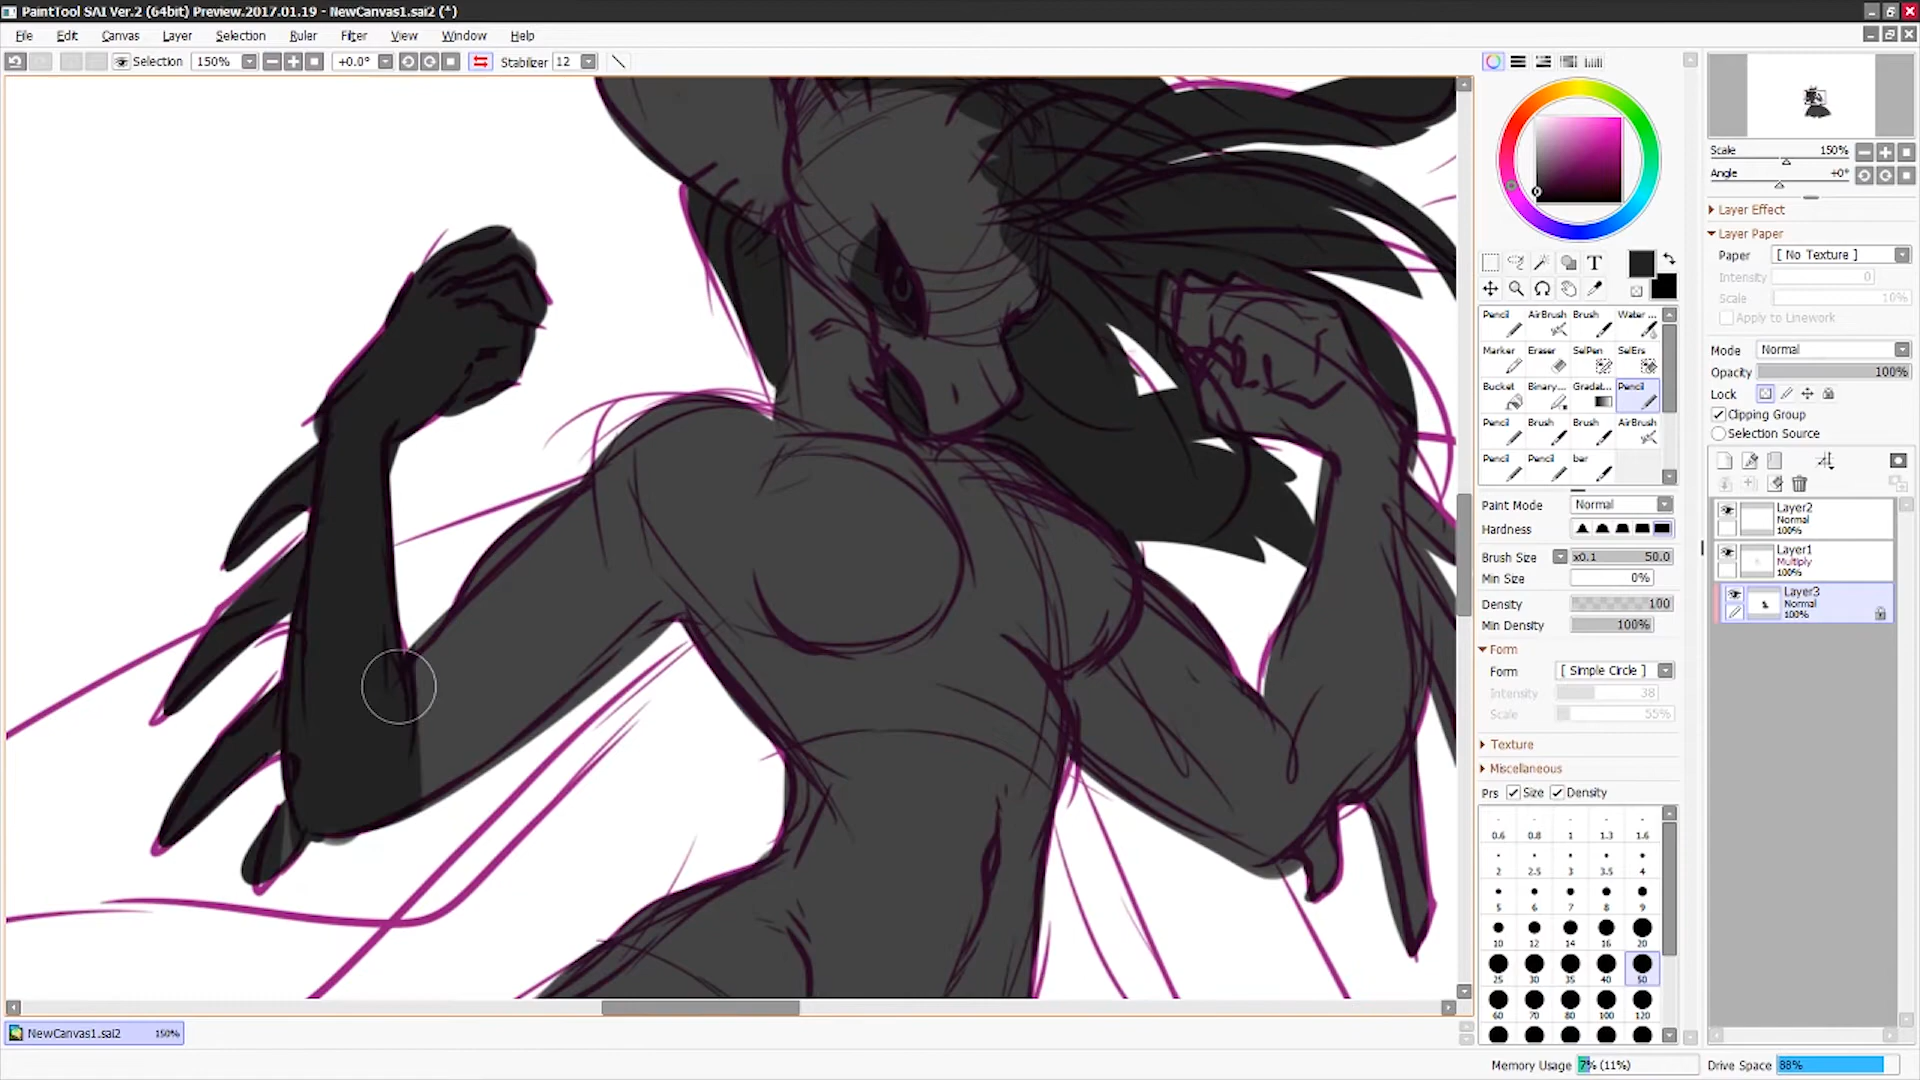 PaintTool SAI Ver.2 (64bit) Preview.2017.01.19 - NewCanvas1.sai2 (*)
File Edit Canvas Layer Selection Ruler Filter View Window Help
Selection 150% +0.0° Stabilizer 12
Scale 150%
Angle +0°
Layer Effect
Layer Paper
Paper [ No Texture ]
Intensity 0
Scale 10%
Apply to Linework
Mode Normal
Opacity 100%
Lock
Clipping Group
Selection Source
Layer2
Normal
100%
Layer1
Multiply
100%
Layer3
Normal
100%
T
Pencil AirBrush Brush Water ...
Marker Eraser SelPen SelErs
Bucket Binary... Gradat... Pencil
Pencil Brush Brush AirBrush
Pencil Pencil bar
Paint Mode Normal
Hardness
Brush Size x0.1 50.0
Min Size 0%
Density 100
Min Density 100%
Form
Form [ Simple Circle ]
Intensity 38
Scale 55%
Texture
Miscellaneous
Prs Size Density
0.6 0.8 1 1.3 1.6
2 2.5 3 3.5 4
5 6 7 8 9
10 12 14 16 20
25 30 35 40 50
60 70 80 100 120
NewCanvas1.sai2 150%
Memory Usage 7% (11%) Drive Space 88%